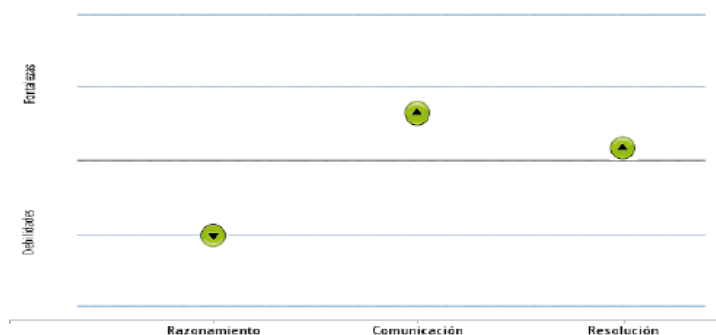 Fortalezas
Debilidades
Razonamiento
Comunicación
Resolución